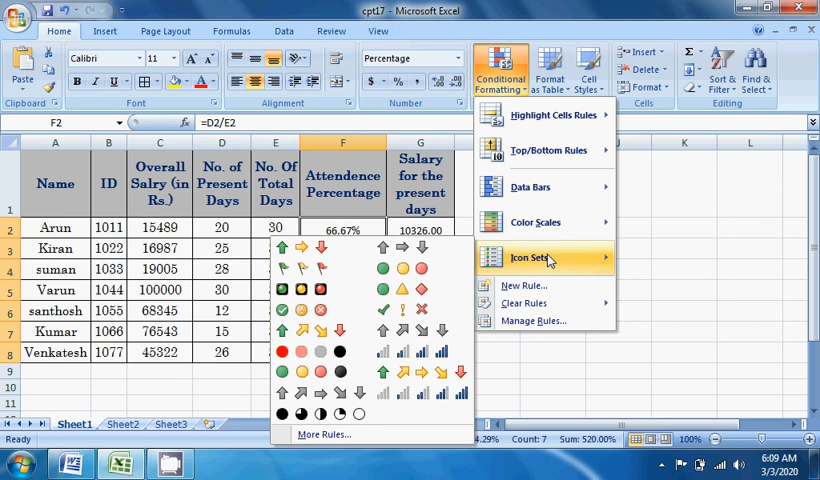 cpt17 - Microsoft Excel
Home Insert Page Layout Formulas Data Review View
Paste
Clipboard
Calibri 11
B I U
Font
Alignment
Percentage
$ % ,
Number
Conditional Formatting
Format as Table
Cell Styles
Insert
Delete
Format
Cells
Sort & Filter
Find & Select
Editing
F2 fx =D2/E2
A B C D E F G J K L
1 Name ID Overall Salry (in Rs.) No. of Present Days No. Of Total Days Attendence Percentage Salary for the present days
2 Arun 1011 15489 20 30 66.67% 10326.00
3 Kiran 1022 16987 25
4 suman 1033 19005 28
5 Varun 1044 100000 30
6 santhosh 1055 68345 12
7 Kumar 1066 76543 15
8 Venkatesh 1077 45322 26
9
10
11
Highlight Cells Rules
Top/Bottom Rules
Data Bars
Color Scales
Icon Sets
New Rule...
Clear Rules
Manage Rules...
More Rules...
Sheet1 Sheet2 Sheet3
Ready
4.29% Count: 7 Sum: 520.00% 100%
6:09 AM
3/3/2020